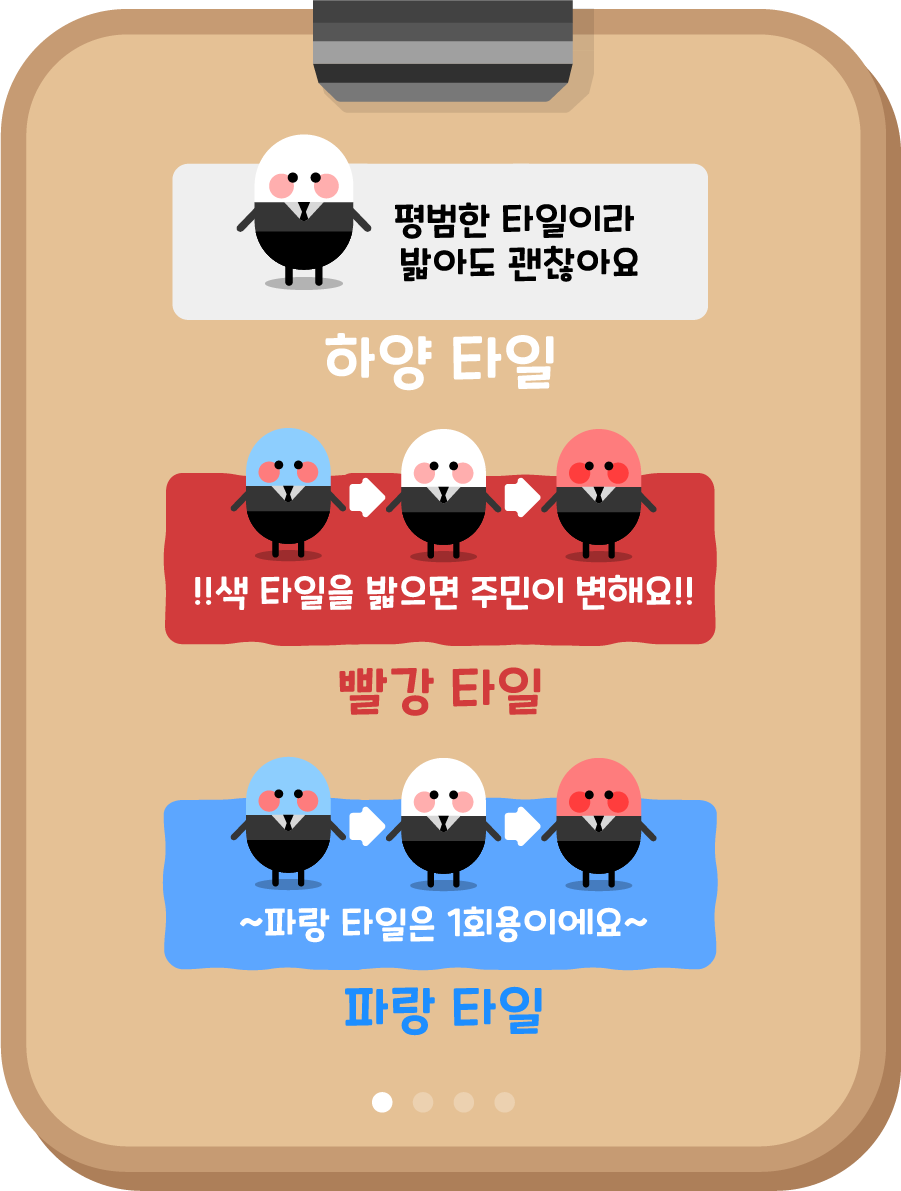 평범한 타일이라
밟아도 괜찮아요
하양 타일
!!색 타일을 밟으면 주민이 변해요!!
빨강 타일
~파랑 타일은 1회용이에요~
파랑 타일